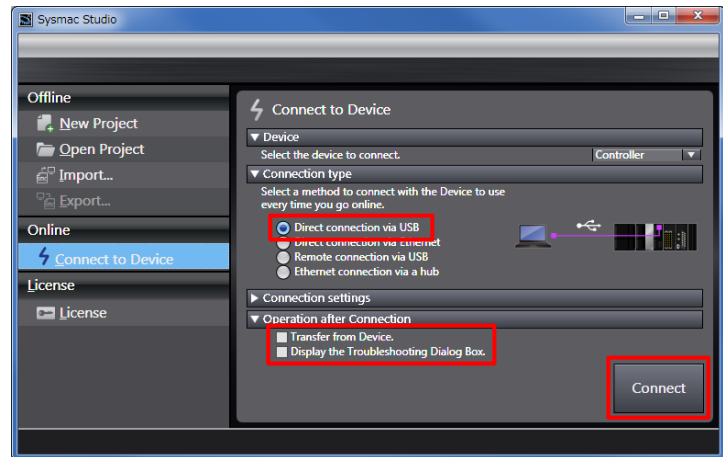 Sysmac Studio
Offline
New Project
Open Project
Import...
Export...
Online
Connect to Device
License
License
Connect to Device
▼ Device
Select the device to connect.
Controller
▼ Connection type
Select a method to connect with the Device to use
every time you go online.
Direct connection via USB
Direct connection via Ethernet
Remote connection via USB
Ethernet connection via a hub
▶ Connection settings
▼ Operation after Connection
Transfer from Device.
Display the Troubleshooting Dialog Box.
Connect